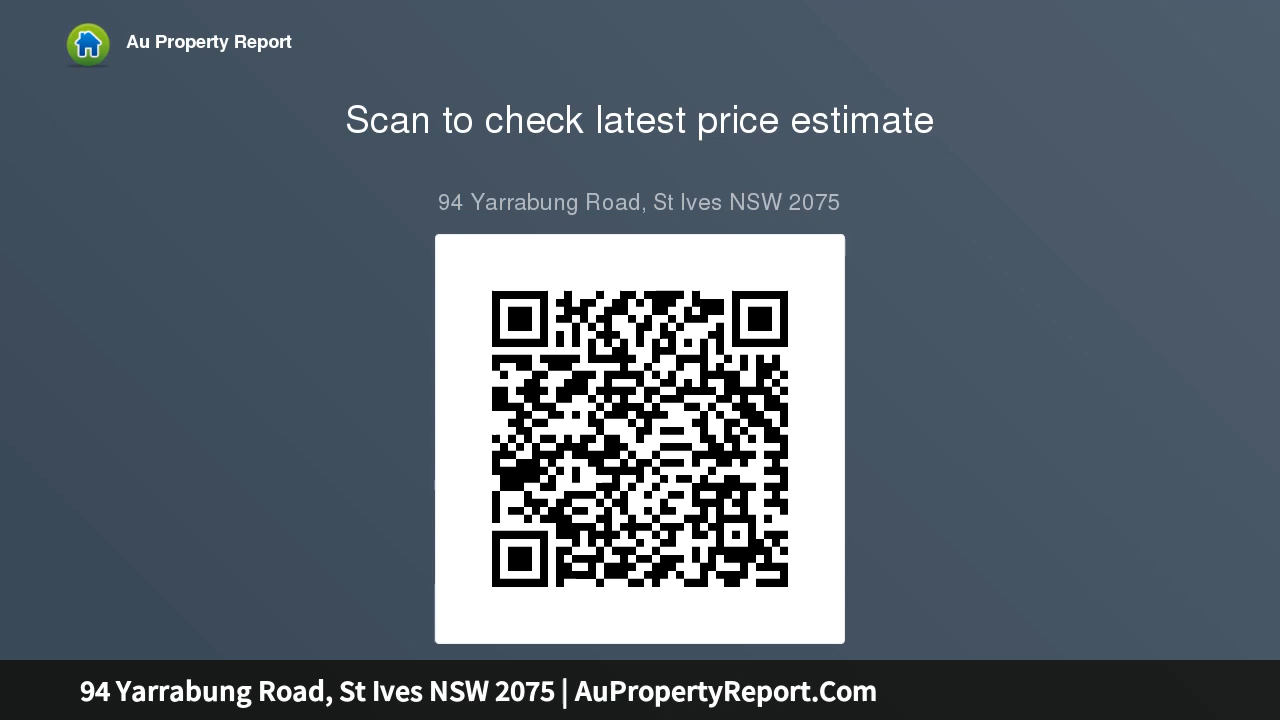 Au Property Report
Scan to check latest price estimate
94 Yarrabung Road, St Ives NSW 2075
94 Yarrabung Road, St Ives NSW 2075 | AuPropertyReport.Com